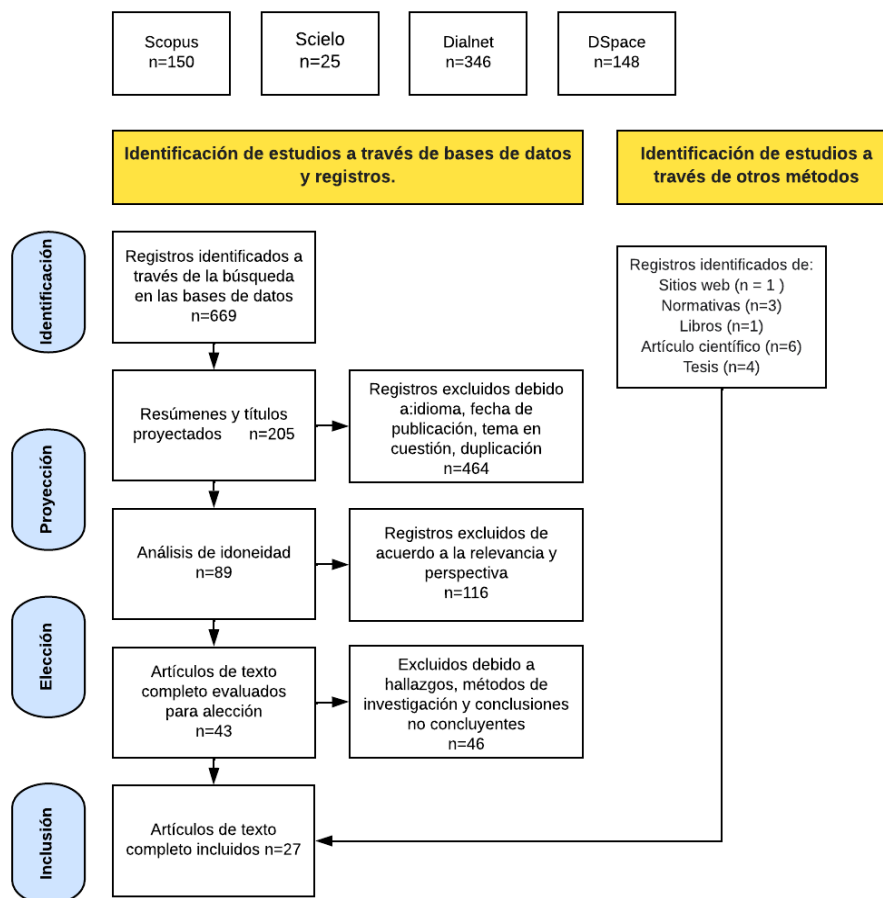 Scopus
n=150
Scielo
n=25
Dialnet
n=346
DSpace
n=148
Identificación de estudios a través de bases de datos
y registros.
Identificación de estudios a
través de otros métodos
Identificación
Registros identificados a
través de la búsqueda
en las bases de datos
n=669
Registros identificados de:
Sitios web (n = 1 )
Normativas (n=3)
Libros (n=1)
Artículo científico (n=6)
Tesis (n=4)
Proyección
Resúmenes y títulos
proyectados n=205
Registros excluidos debido
a:idioma, fecha de
publicación, tema en
cuestión, duplicación
n=464
Análisis de idoneidad
n=89
Registros excluidos de
acuerdo a la relevancia y
perspectiva
n=116
Elección
Artículos de texto
completo evaluados
para alección
n=43
Excluidos debido a
hallazgos, métodos de
investigación y conclusiones
no concluyentes
n=46
Inclusión
Artículos de texto
completo incluidos n=27